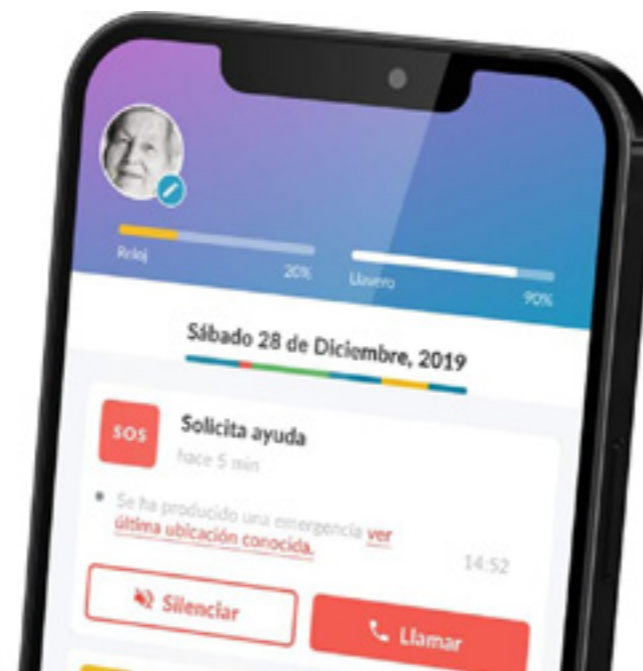 Reloj
20%
Llavero
90%
Sábado 28 de Diciembre, 2019
SOS
Solicita ayuda
hace 5 min
Se ha producido una emergencia ver
última ubicación conocida.
14:52
Silenciar
Llamar